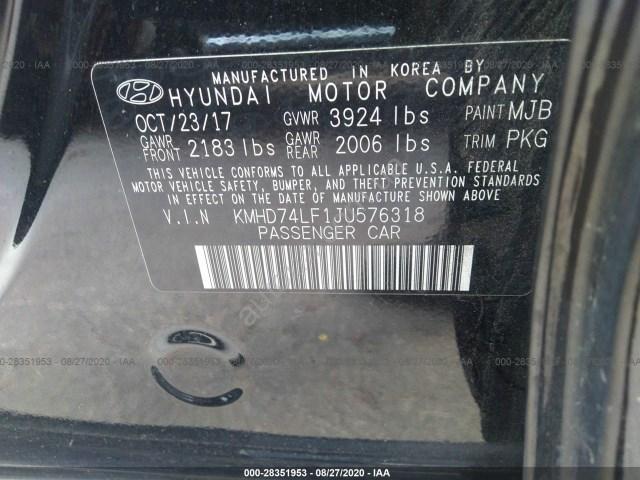 MANUFACTURED IN KOREA BY
HYUNDAI MOTOR COMPANY
OCT/23/17 GVWR 3924 lbs PAINT MJB
GAWR FRONT 2183 lbs GAWR REAR 2006 lbs TRIM PKG
THIS VEHICLE CONFORMS TO ALL APPLICABLE U.S.A. FEDERAL
MOTOR VEHICLE SAFETY, BUMPER, AND THEFT PREVENTION
STANDARDS IN EFFECT ON THE DATE OF MANUFACTURE SHOWN ABOVE.
V.I.N KMHD74LF1JU576318
PASSENGER CAR
000-28351953 - 08/27/2020 - IAA